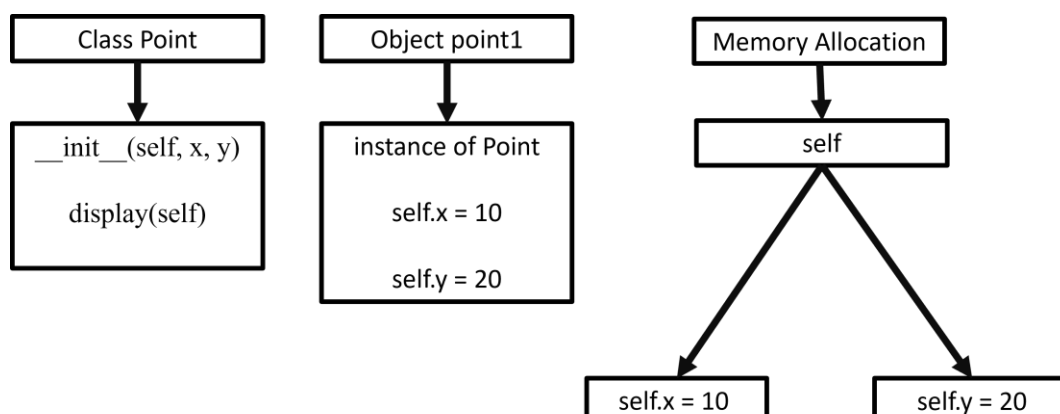 Class Point
__init__(self, x, y)
display(self)
Object point1
instance of Point
self.x = 10
self.y = 20
Memory Allocation
self
self.x = 10
self.y = 20